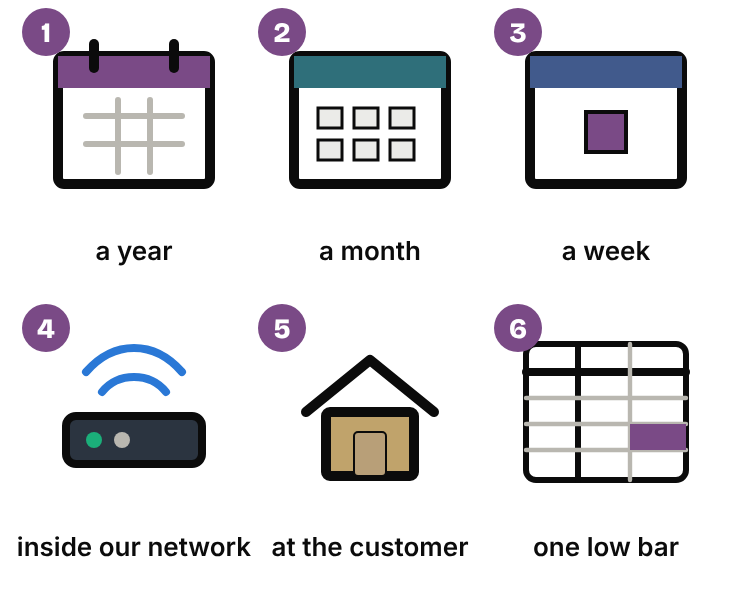 1
2
3
a year
a month
a week
4
5
6
inside our network
at the customer
one low bar